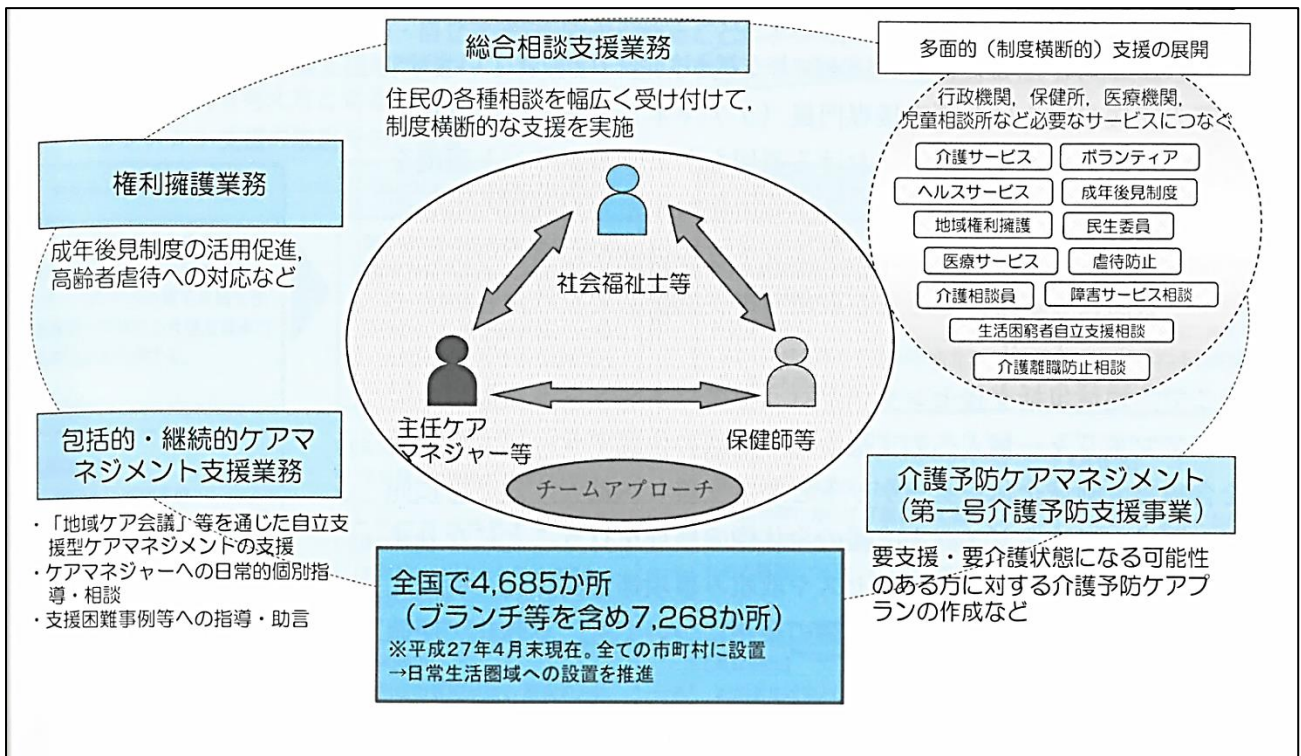 総合相談支援業務
住民の各種相談を幅広く受け付けて，
制度横断的な支援を実施
多面的（制度横断的）支援の展開
行政機関，保健所，医療機関，
児童相談所など必要なサービスにつなぐ
介護サービス
ボランティア
ヘルスサービス
成年後見制度
地域権利擁護
民生委員
医療サービス
虐待防止
介護相談員
障害サービス相談
生活困窮者自立支援相談
介護離職防止相談
権利擁護業務
成年後見制度の活用促進，
高齢者虐待への対応など
社会福祉士等
主任ケア
マネジャー等
保健師等
チームアプローチ
包括的・継続的ケアマ
ネジメント支援業務
・「地域ケア会議」等を通じた自立支
援型ケアマネジメントの支援
・ケアマネジャーへの日常的個別指
導・相談
・支援困難事例等への指導・助言
介護予防ケアマネジメント
（第一号介護予防支援事業）
要支援・要介護状態になる可能性
のある方に対する介護予防ケアプ
ランの作成など
全国で4,685か所
（ブランチ等を含め7,268か所）
※平成27年4月末現在。全ての市町村に設置
→日常生活圏域への設置を推進